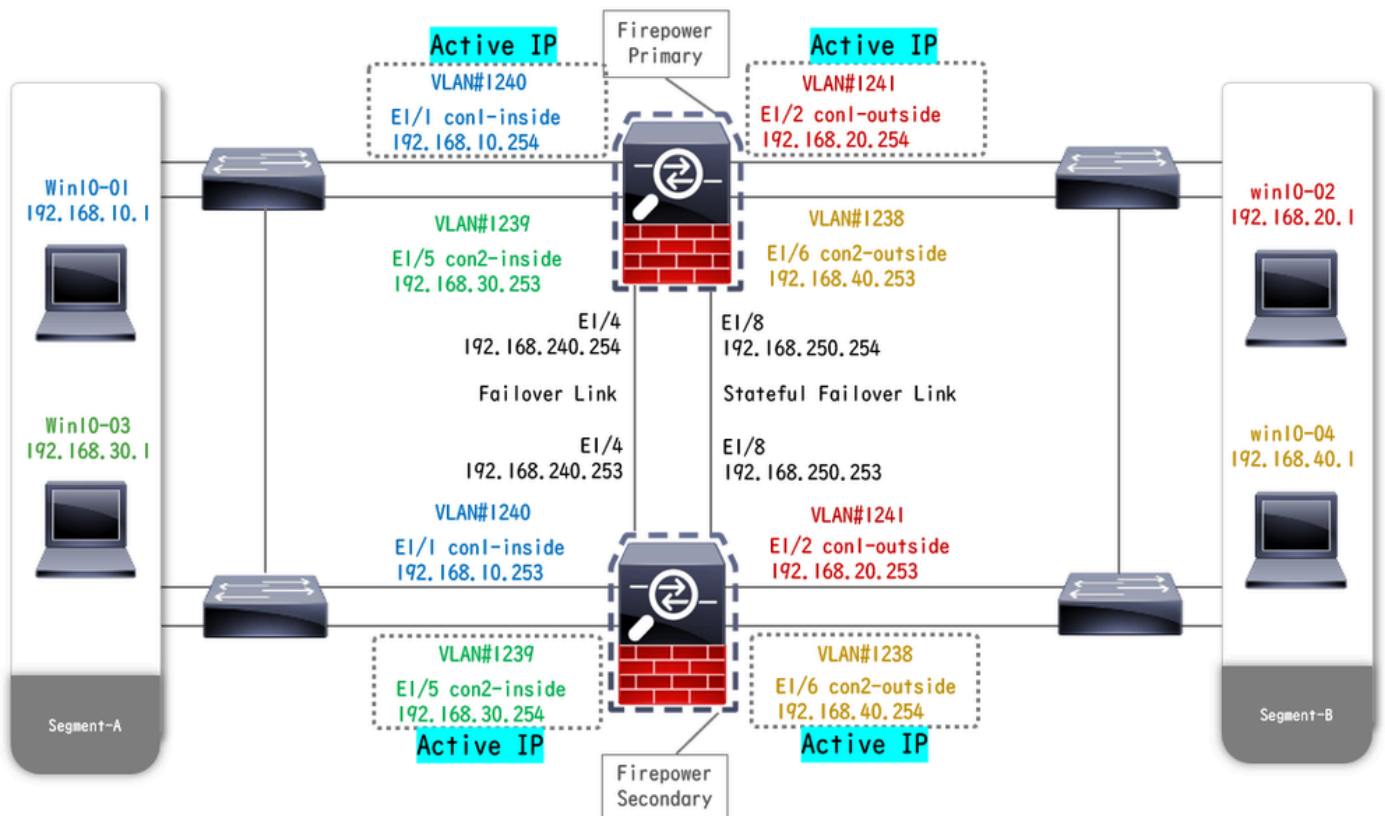 Firepower
Primary
Active IP
Active IP
VLAN#1240
E1/1 con1-inside
192.168.10.254
VLAN#1241
E1/2 con1-outside
192.168.20.254
Win10-01
192.168.10.1
win10-02
192.168.20.1
VLAN#1239
E1/5 con2-inside
192.168.30.253
VLAN#1238
E1/6 con2-outside
192.168.40.253
E1/4
192.168.240.254
E1/8
192.168.250.254
Failover Link
Stateful Failover Link
Win10-03
192.168.30.1
win10-04
192.168.40.1
E1/4
192.168.240.253
E1/8
192.168.250.253
VLAN#1240
E1/1 con1-inside
192.168.10.253
VLAN#1241
E1/2 con1-outside
192.168.20.253
VLAN#1239
E1/5 con2-inside
192.168.30.254
VLAN#1238
E1/6 con2-outside
192.168.40.254
Active IP
Active IP
Segment-A
Segment-B
Firepower
Secondary